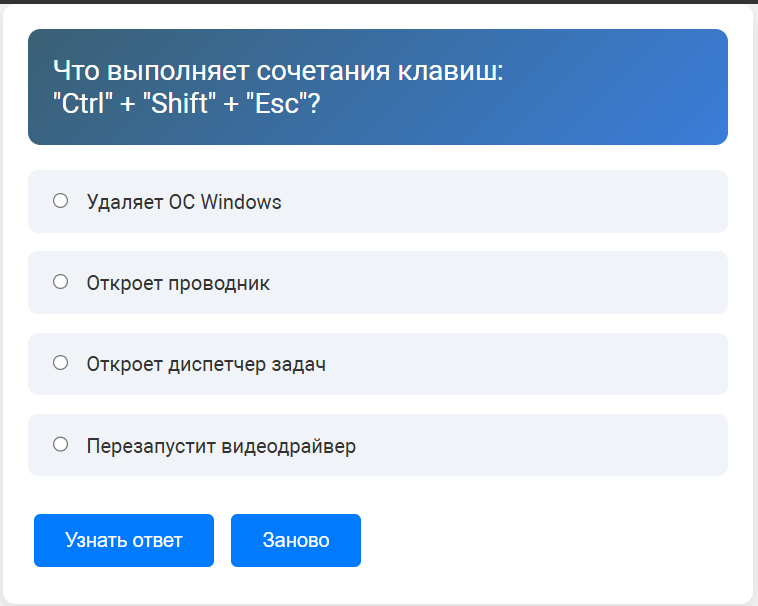 Что выполняет сочетания клавиш:
"Ctrl" + "Shift" + "Esc"?
Удаляет ОС Windows
Откроет проводник
Откроет диспетчер задач
Перезапустит видеодрайвер
Узнать ответ
Заново